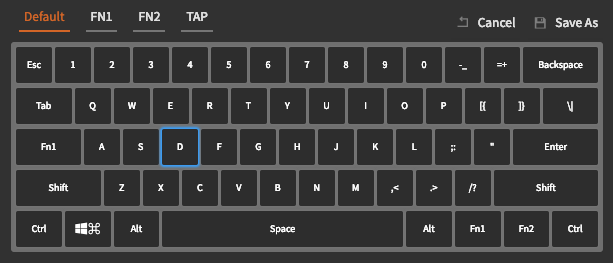 Default FN1 FN2 TAP Cancel Save As
Esc 1 2 3 4 5 6 7 8 9 0 -_ =+ Backspace
Tab Q W E R T Y U I O P [{ ]} \|
Fn1 A S D F G H J K L ;: " Enter
Shift Z X C V B N M ,< .> /? Shift
Ctrl ⌘ Alt Space Alt Fn1 Fn2 Ctrl